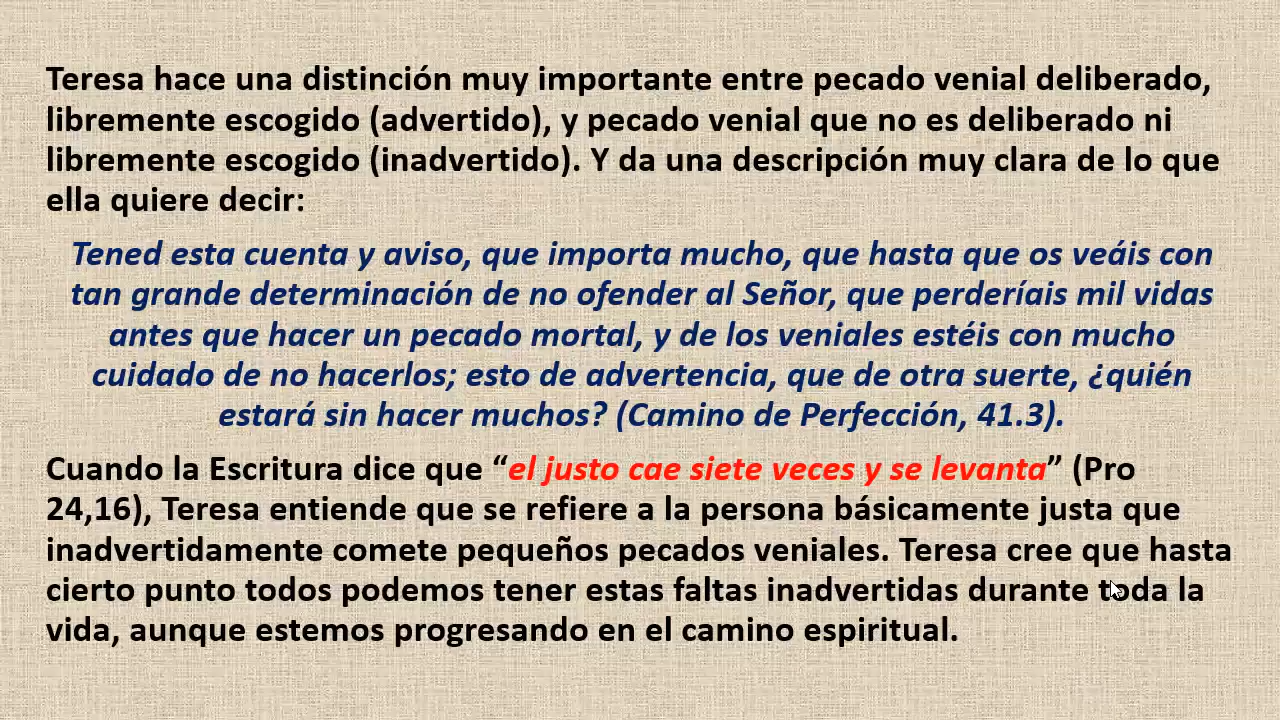 Teresa hace una distinción muy importante entre pecado venial deliberado,
libremente escogido (advertido), y pecado venial que no es deliberado ni
libremente escogido (inadvertido). Y da una descripción muy clara de lo que
ella quiere decir:
Tened esta cuenta y aviso, que importa mucho, que hasta que os veáis con
tan grande determinación de no ofender al Señor, que perderíais mil vidas
antes que hacer un pecado mortal, y de los veniales estéis con mucho
cuidado de no hacerlos; esto de advertencia, que de otra suerte, ¿quién
estará sin hacer muchos? (Camino de Perfección, 41.3).
Cuando la Escritura dice que “el justo cae siete veces y se levanta” (Pro
24,16), Teresa entiende que se refiere a la persona básicamente justa que
inadvertidamente comete pequeños pecados veniales. Teresa cree que hasta
cierto punto todos podemos tener estas faltas inadvertidas durante toda la
vida, aunque estemos progresando en el camino espiritual.